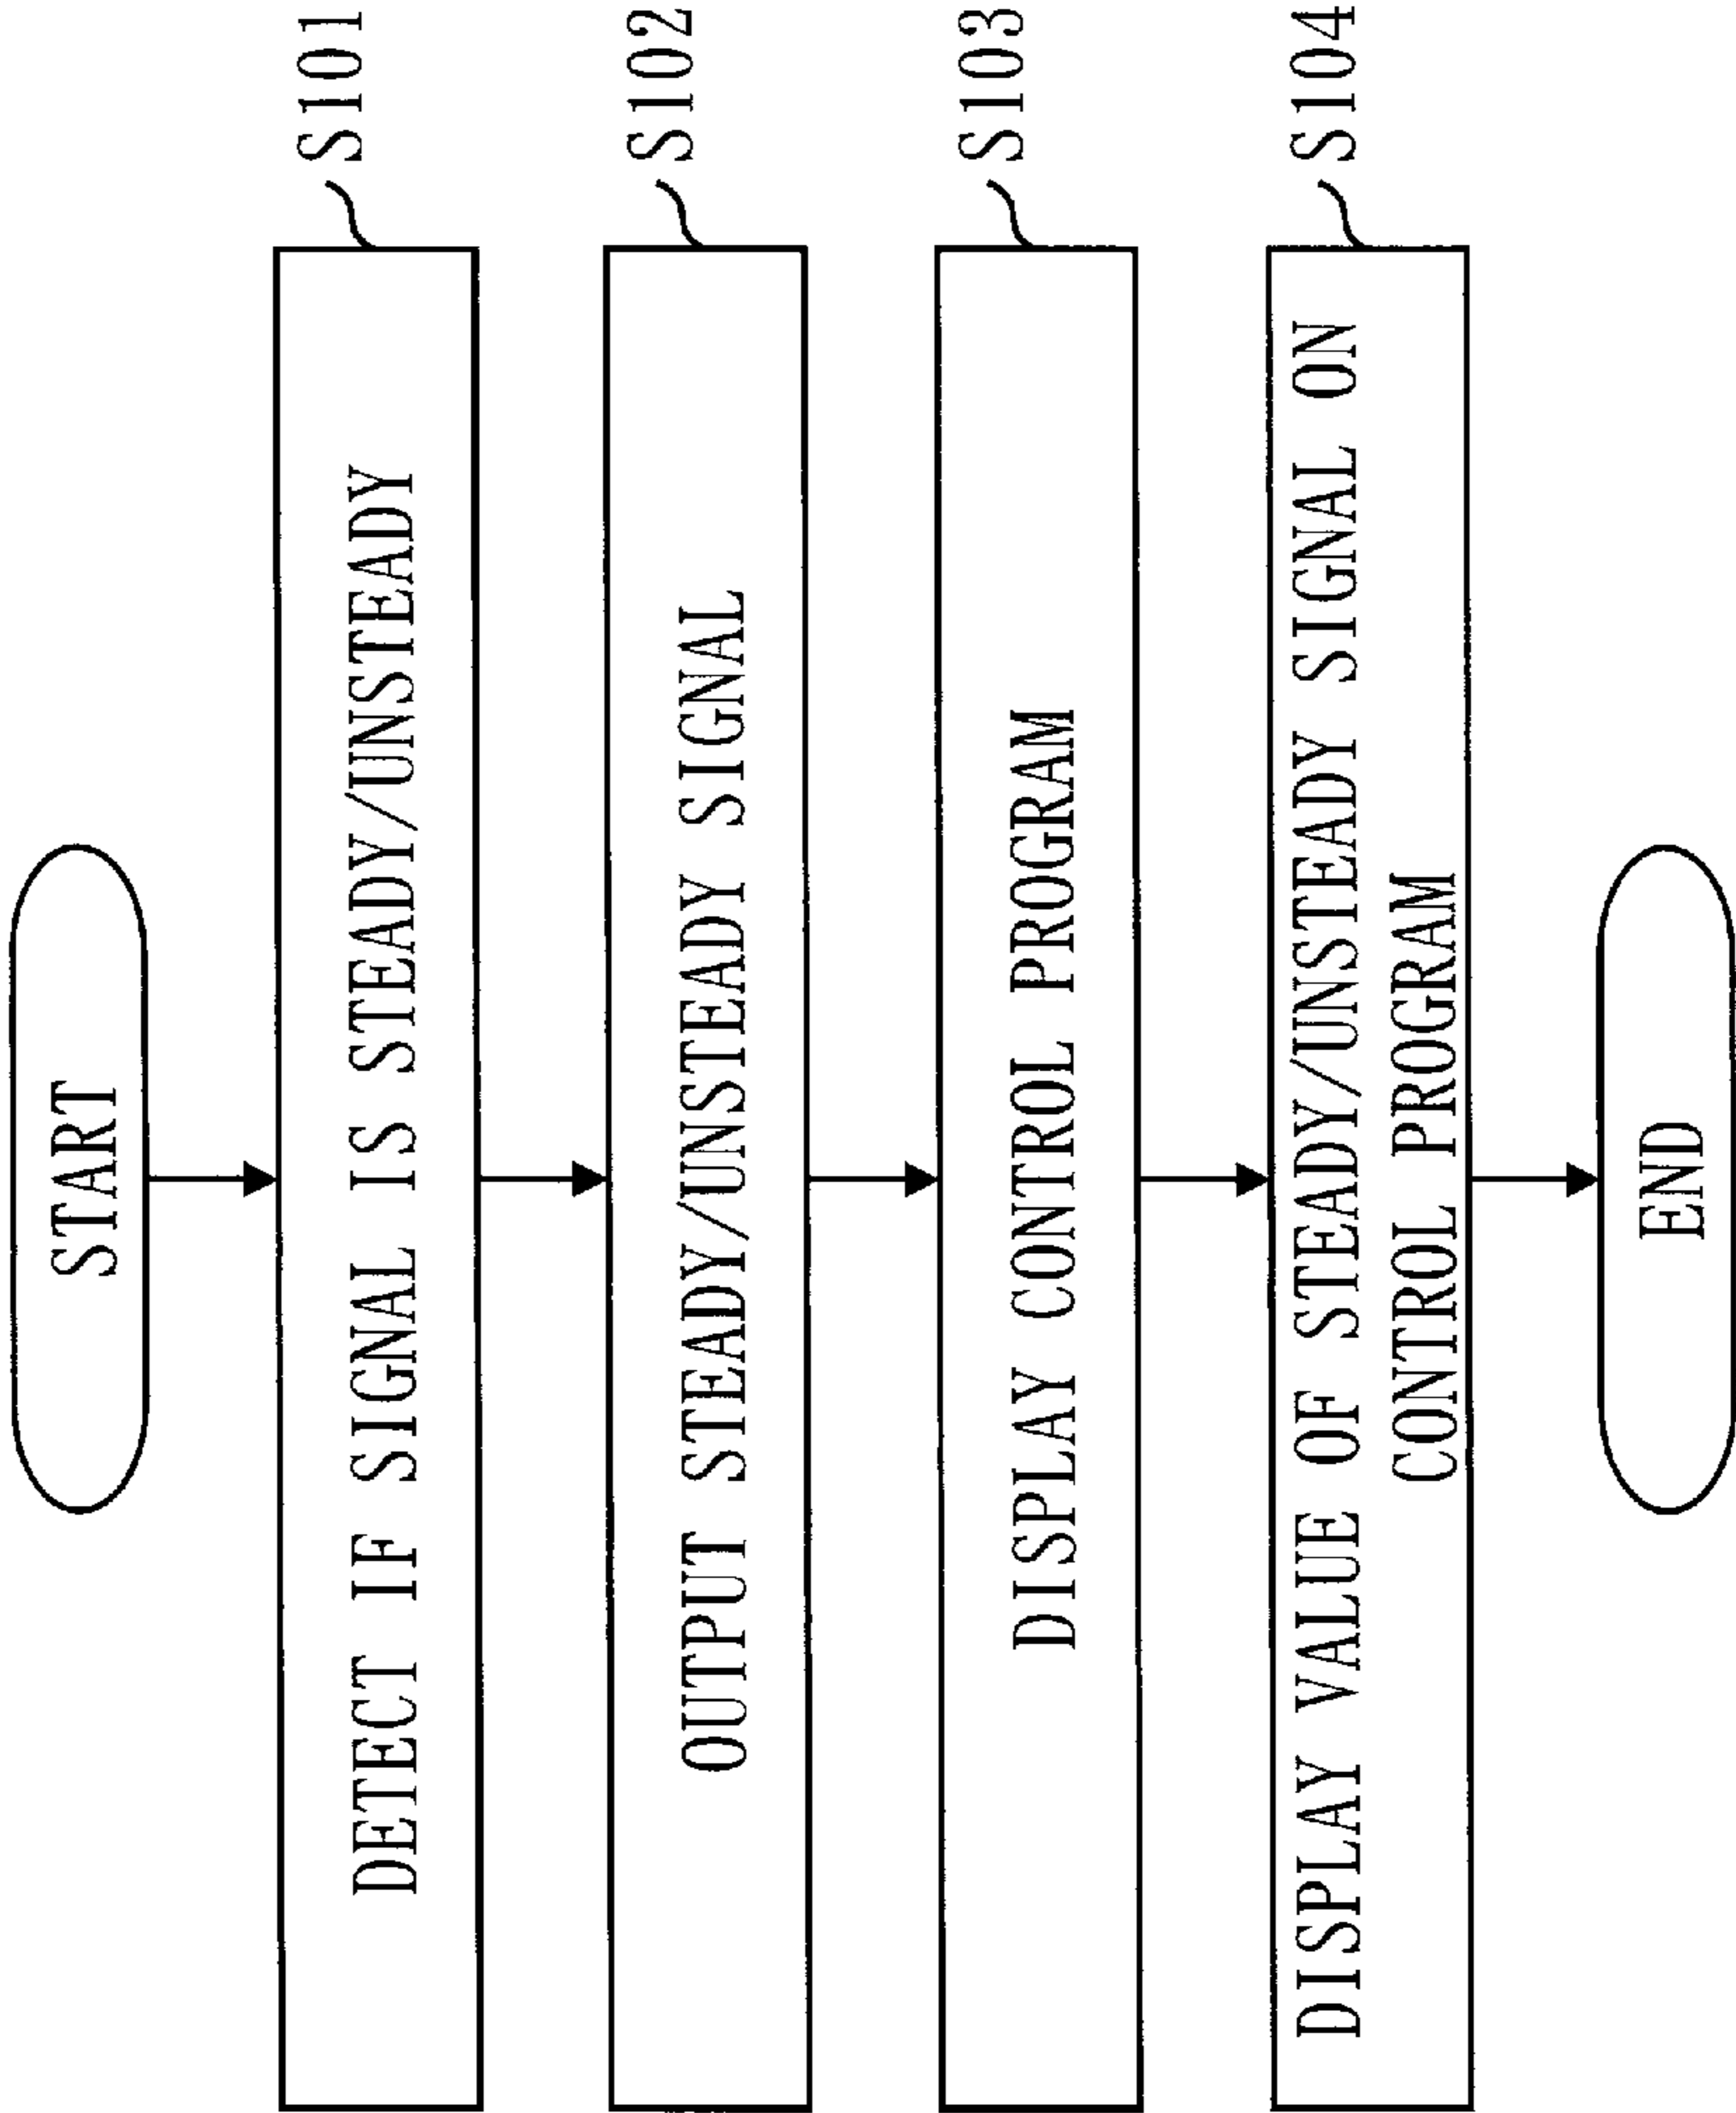 START
DETECT IF SIGNAL IS STEADY/UNSTEADY
S101
OUTPUT STEADY/UNSTEADY SIGNAL
S102
DISPLAY CONTROL PROGRAM
S103
DISPLAY VALUE OF STEADY/UNSTEADY SIGNAL ON
CONTROL PROGRAM
S104
END